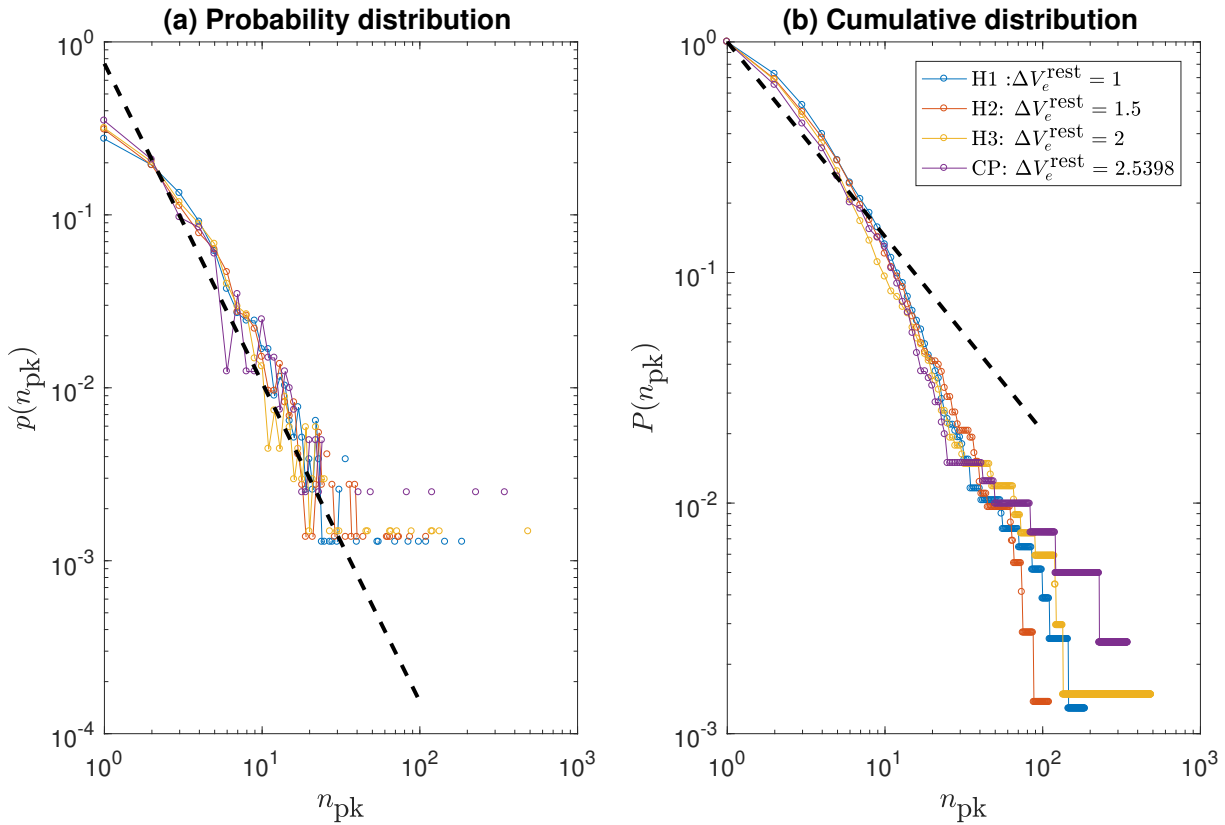 (a) Probability distribution
10^0
10^-1
10^-2
10^-3
10^-4
p(n_pk)
10^0 10^1 10^2 10^3
n_pk
(b) Cumulative distribution
10^0
10^-1
10^-2
10^-3
P(n_pk)
H1 :ΔV_e^rest = 1
H2: ΔV_e^rest = 1.5
H3: ΔV_e^rest = 2
CP: ΔV_e^rest = 2.5398
10^0 10^1 10^2 10^3
n_pk